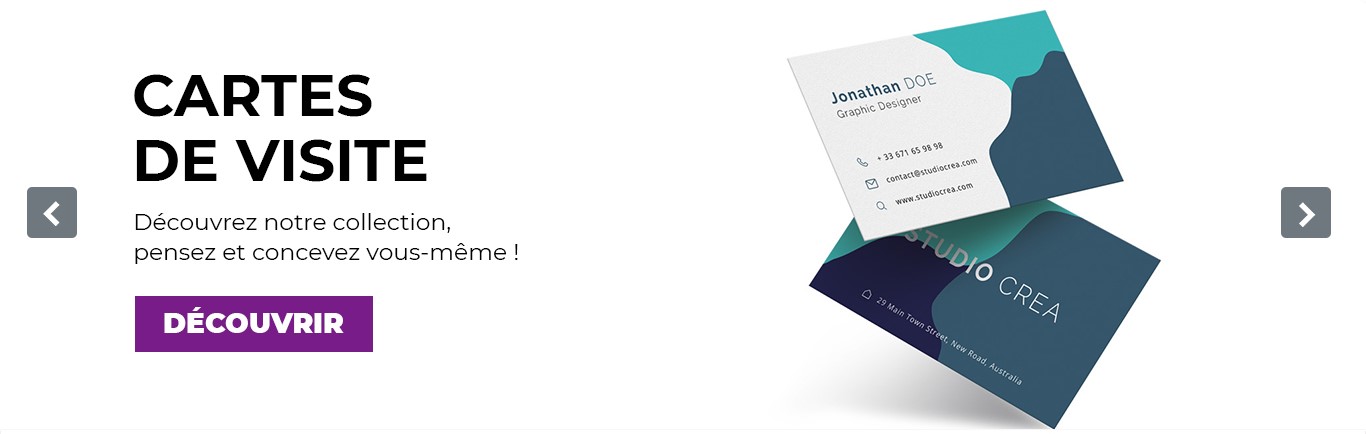 CARTES
DE VISITE
Découvrez notre collection,
pensez et concevez vous-même !
DÉCOUVRIR
Jonathan DOE
Graphic Designer
+ 33 671 65 98 98
contact@studiocrea.com
www.studiocrea.com
STUDIO CREA
29 Main Town Street, New Road, Australia